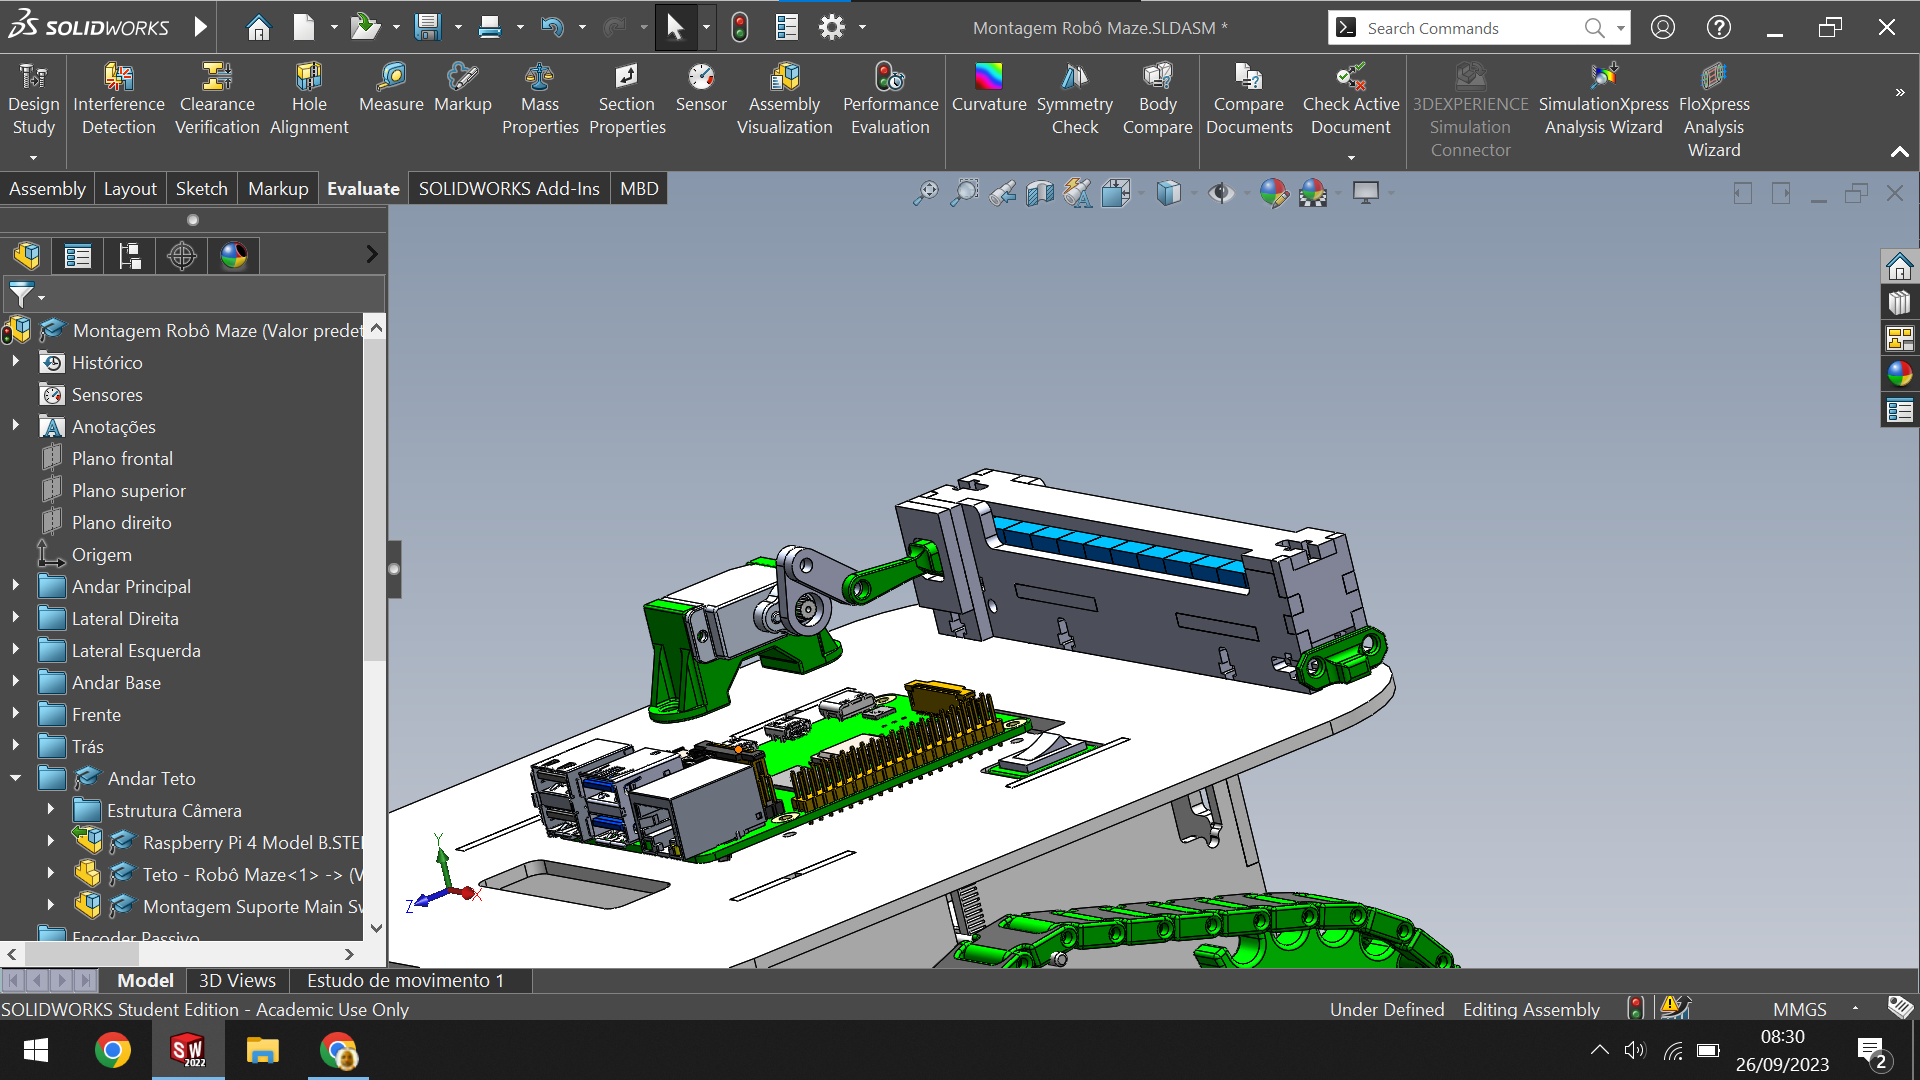 SOLIDWORKS
Montagem Robô Maze.SLDASM *
Search Commands
Design Study
Interference Detection
Clearance Verification
Hole Alignment
Measure
Markup
Mass Properties
Section Properties
Sensor
Assembly Visualization
Performance Evaluation
Curvature
Symmetry Check
Body Compare
Compare Documents
Check Active Document
3DEXPERIENCE Simulation Connector
SimulationXpress Analysis Wizard
FloXpress Analysis Wizard
Assembly
Layout
Sketch
Markup
Evaluate
SOLIDWORKS Add-Ins
MBD
Montagem Robô Maze (Valor predet
Histórico
Sensores
Anotações
Plano frontal
Plano superior
Plano direito
Origem
Andar Principal
Lateral Direita
Lateral Esquerda
Andar Base
Frente
Trás
Andar Teto
Estrutura Câmera
Raspberry Pi 4 Model B.STE
Teto - Robô Maze<1> -> (V
Montagem Suporte Main Sw
Encoder Passivo
Y
X
Z
Model
3D Views
Estudo de movimento 1
SOLIDWORKS Student Edition - Academic Use Only
Under Defined
Editing Assembly
MMGS
SW
2022
08:30
26/09/2023
2